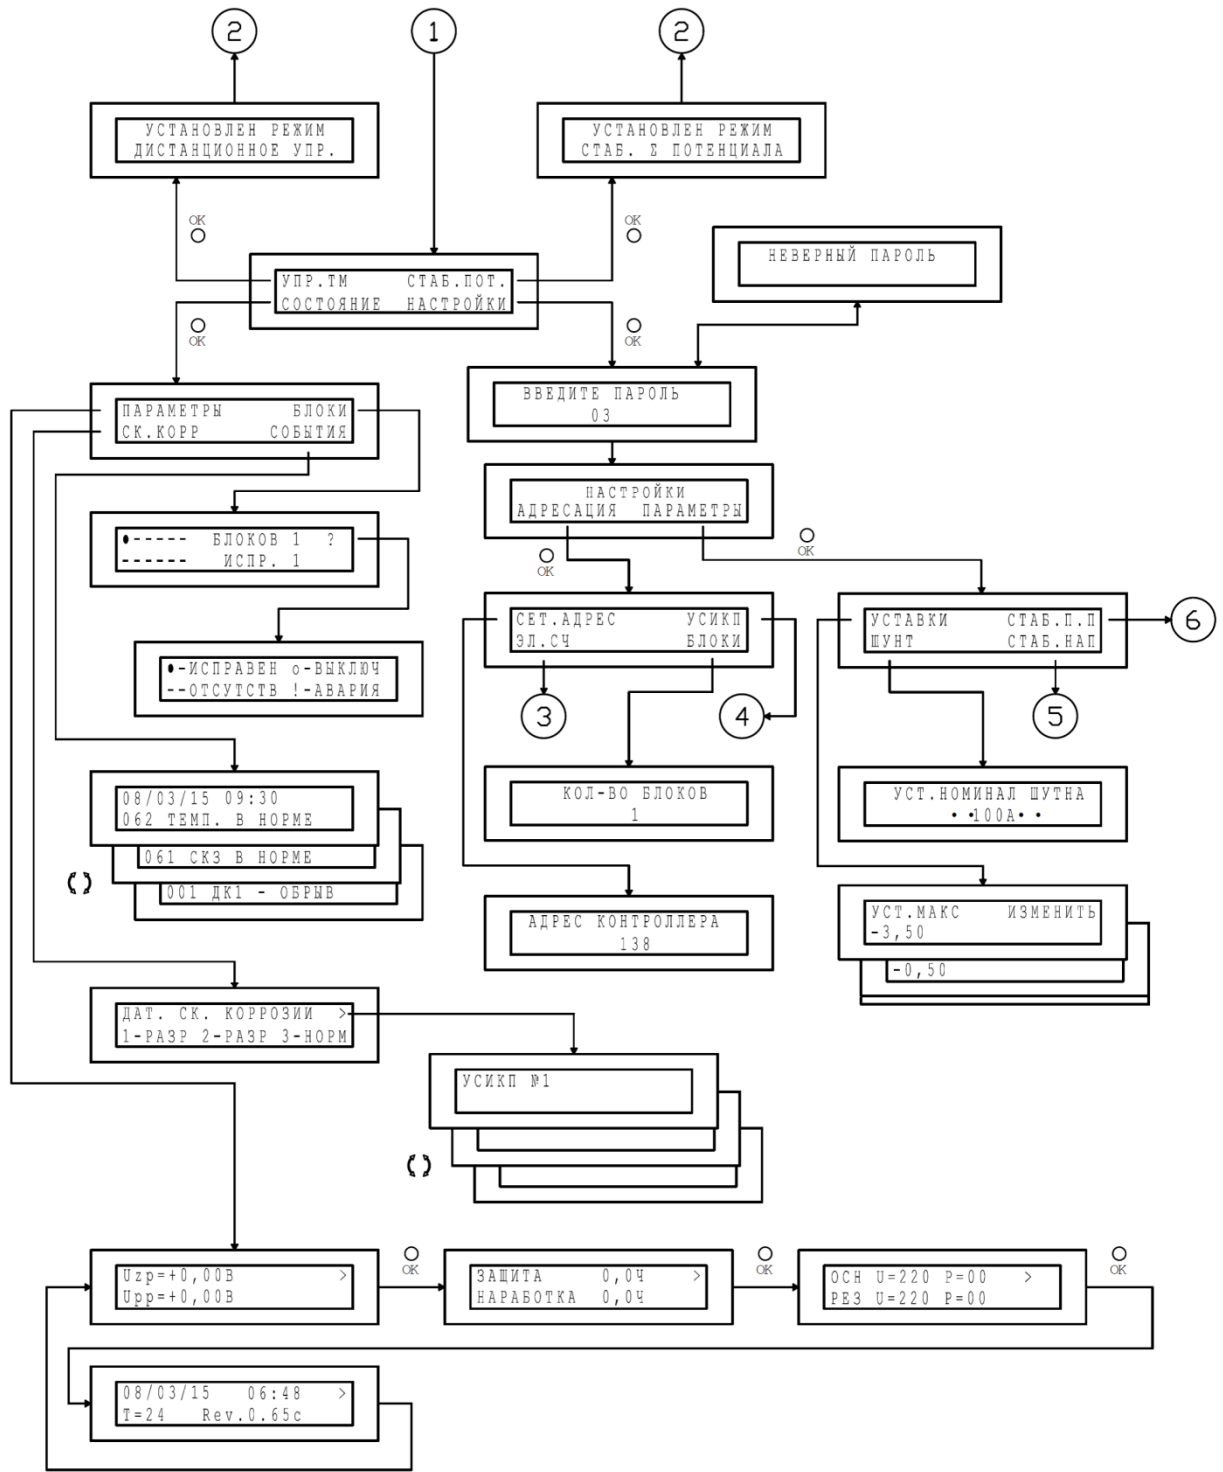 2
1
2
УСТАНОВЛЕН РЕЖИМ
ДИСТАНЦИОННОЕ УПР.
УСТАНОВЛЕН РЕЖИМ
СТАБ. Σ ПОТЕНЦИАЛА
OK
OK
НЕВЕРНЫЙ ПАРОЛЬ
УПР.ТМ СТАБ.ПОТ.
СОСТОЯНИЕ НАСТРОЙКИ
OK
OK
ВВЕДИТЕ ПАРОЛЬ
03
ПАРАМЕТРЫ БЛОКИ
СК.КОРР СОБЫТИЯ
НАСТРОЙКИ
АДРЕСАЦИЯ ПАРАМЕТРЫ
●----- БЛОКОВ 1 ?
------ ИСПР. 1
OK
OK
СЕТ.АДРЕС УСИКП
ЭЛ.СЧ БЛОКИ
УСТАВКИ СТАБ.П.П
ШУНТ СТАБ.НАП
6
●-ИСПРАВЕН о-ВЫКЛЮЧ
--ОТСУТСТВ !-АВАРИЯ
3
4
5
08/03/15 09:30
062 ТЕМП. В НОРМЕ
061 СКЗ В НОРМЕ
001 ДК1 - ОБРЫВ
КОЛ-ВО БЛОКОВ
1
УСТ.НОМИНАЛ ШУТНА
• •100А• •
АДРЕС КОНТРОЛЛЕРА
138
УСТ.МАКС ИЗМЕНИТЬ
-3,50
-0,50
ДАТ. СК. КОРРОЗИИ >
1-РАЗР 2-РАЗР 3-НОРМ
УСИКП №1
Uzp=+0,00В >
Upp=+0,00В
OK
ЗАЩИТА 0,0Ч >
НАРАБОТКА 0,0Ч
OK
ОСН U=220 P=00 >
РЕЗ U=220 P=00
OK
08/03/15 06:48 >
T=24 Rev.0.65c